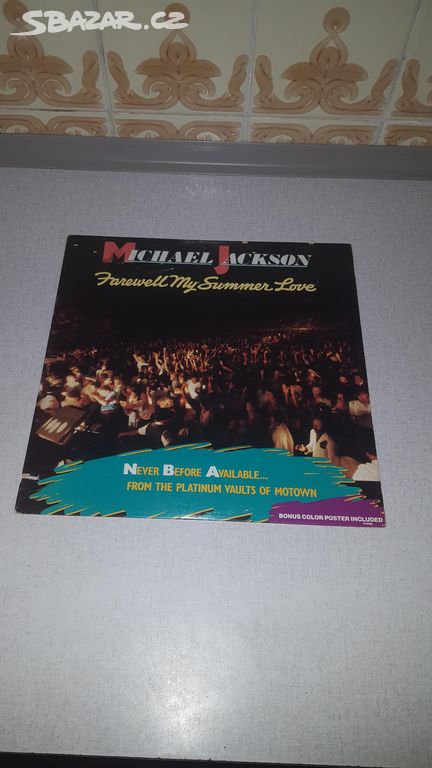 SBAZAR.CZ
MICHAEL JACKSON
Farewell My Summer Love
NEVER BEFORE AVAILABLE...
FROM THE PLATINUM VAULTS OF MOTOWN
BONUS COLOR POSTER INCLUDED